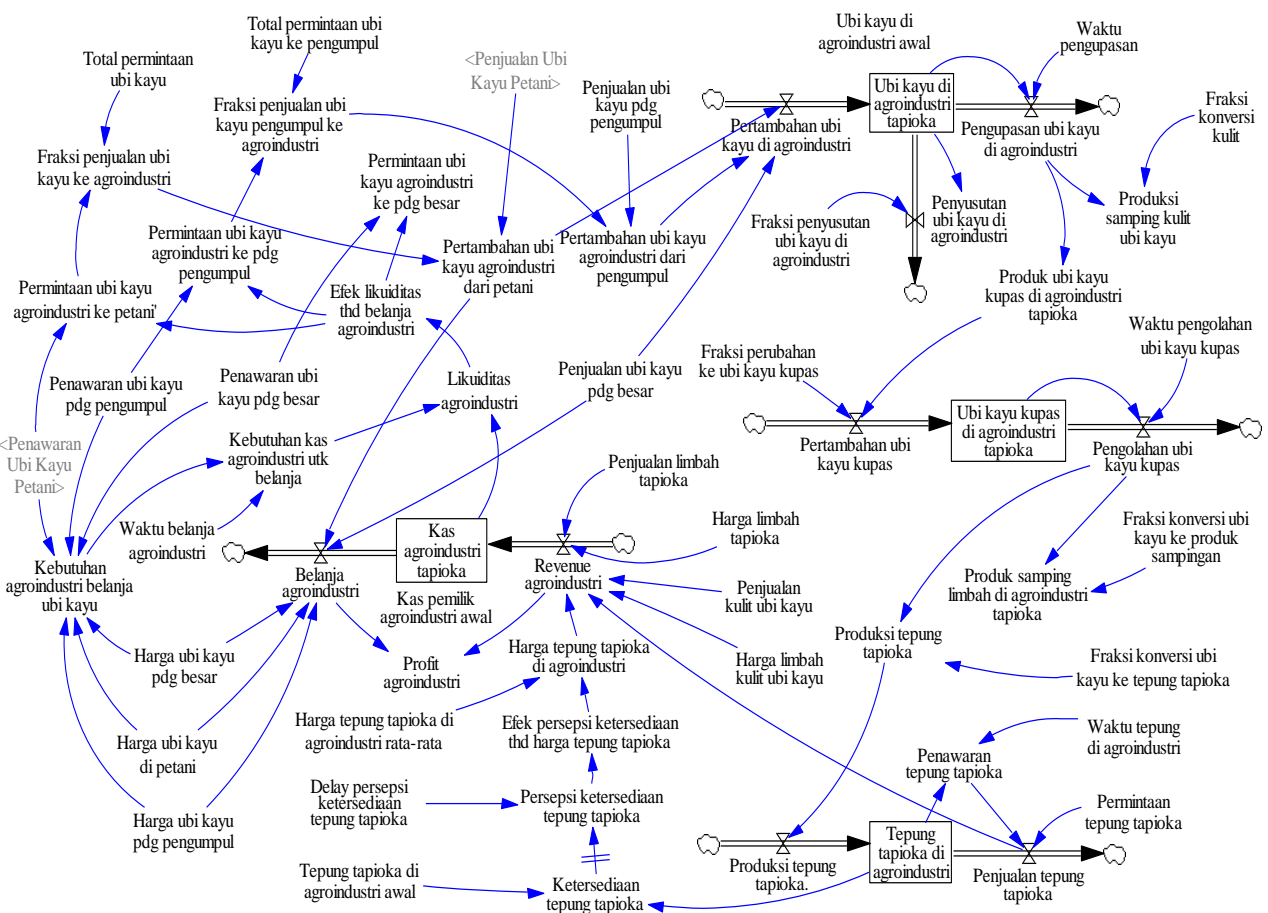 Total permintaan ubi
kayu ke pengumpul
Total permintaan
ubi kayu
<Penjualan Ubi
Kayu Petani>
Penjualan ubi
kayu pdg
pengumpul
Ubi kayu di
agroindustri awal
Waktu
pengupasan
Fraksi penjualan ubi
kayu pengumpul ke
agroindustri
Ubi kayu di
agroindustri
tapioka
Fraksi
konversi
kulit
Fraksi penjualan ubi
kayu ke agroindustri
Permintaan ubi
kayu agroindustri
ke pdg besar
Pertambahan ubi
kayu di agroindustri
Pengupasan ubi kayu
di agroindustri
Produksi
samping kulit
ubi kayu
Permintaan ubi kayu
agroindustri ke pdg
pengumpul
Pertambahan ubi
kayu agroindustri
dari petani
Pertambahan ubi kayu
agroindustri dari
pengumpul
Fraksi penyusutan
ubi kayu di
agroindustri
Penyusutan
ubi kayu di
agroindustri
Permintaan ubi kayu
agroindustri ke petani'
Efek likuiditas
thd belanja
agroindustri
Produk ubi kayu
kupas di agroindustri
tapioka
Waktu pengolahan
ubi kayu kupas
Penawaran ubi kayu
pdg pengumpul
Penawaran ubi
kayu pdg besar
Likuiditas
agroindustri
Penjualan ubi kayu
pdg besar
Fraksi perubahan
ke ubi kayu kupas
Ubi kayu kupas
di agroindustri
tapioka
Pertambahan ubi
kayu kupas
Pengolahan ubi
kayu kupas
<Penawaran
Ubi Kayu
Petani>
Kebutuhan kas
agroindustri utk
belanja
Penjualan limbah
tapioka
Waktu belanja
agroindustri
Kas
agroindustri
tapioka
Harga limbah
tapioka
Fraksi konversi ubi
kayu ke produk
sampingan
Kebutuhan
agroindustri belanja
ubi kayu
Belanja
agroindustri
Kas pemilik
agroindustri awal
Revenue
agroindustri
Penjualan
kulit ubi kayu
Produk samping
limbah di agroindustri
tapioka
Harga ubi kayu
pdg besar
Profit
agroindustri
Harga tepung tapioka
di agroindustri
Harga limbah
kulit ubi kayu
Produksi tepung
tapioka
Fraksi konversi ubi
kayu ke tepung tapioka
Harga tepung tapioka di
agroindustri rata-rata
Efek persepsi ketersediaan
thd harga tepung tapioka
Waktu tepung
di agroindustri
Harga ubi kayu
di petani
Penawaran
tepung tapioka
Delay persepsi
ketersediaan
tepung tapioka
Persepsi ketersediaan
tepung tapioka
Permintaan
tepung tapioka
Harga ubi kayu
pdg pengumpul
Tepung
tapioka di
agroindustri
Produksi tepung
tapioka.
Penjualan tepung
tapioka
Tepung tapioka di
agroindustri awal
Ketersediaan
tepung tapioka